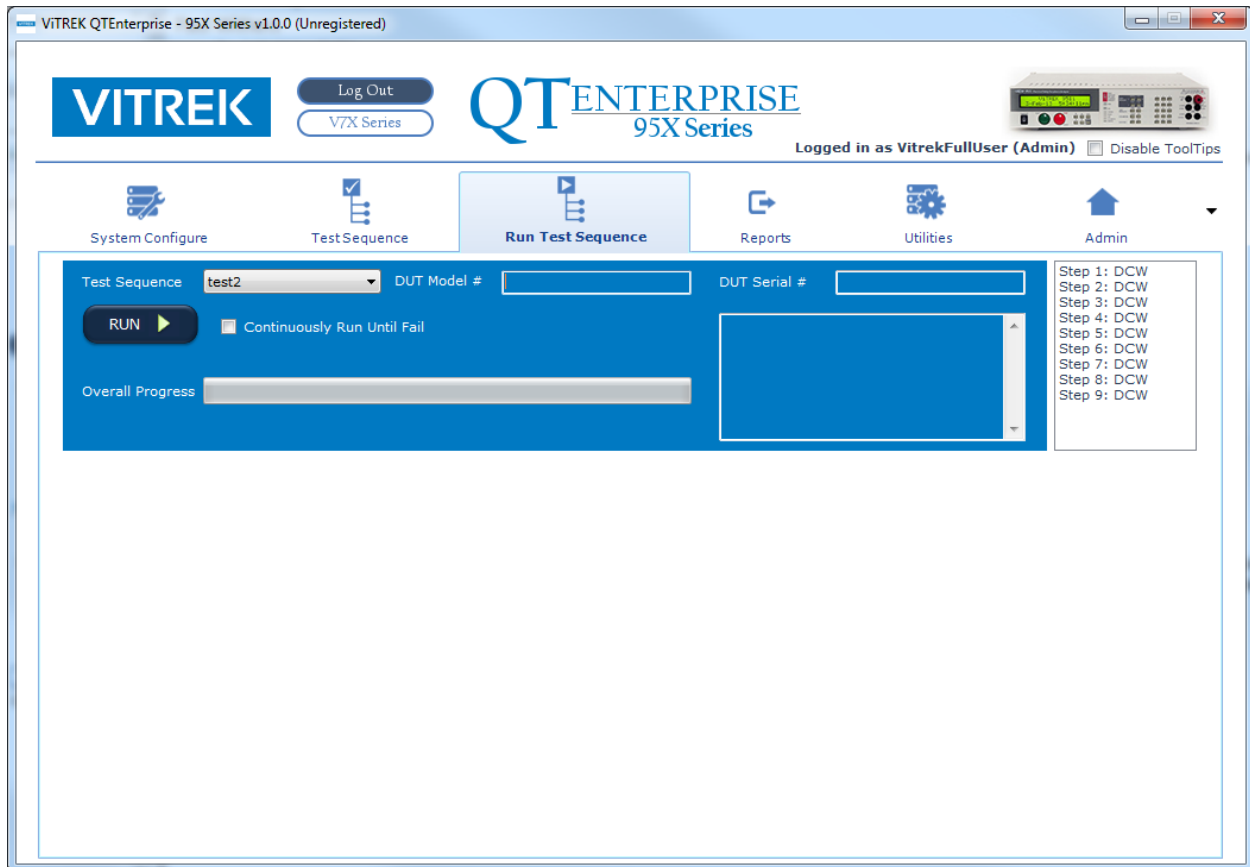 ViTREK QTEnterprise - 95X Series v1.0.0 (Unregistered)
VITREK
Log Out
V7X Series
QT ENTERPRISE
95X Series
Logged in as VitrekFullUser (Admin)
Disable ToolTips
System Configure
Test Sequence
Run Test Sequence
Reports
Utilities
Admin
Test Sequence
test2
DUT Model #
DUT Serial #
RUN
Continuously Run Until Fail
Overall Progress
Step 1: DCW
Step 2: DCW
Step 3: DCW
Step 4: DCW
Step 5: DCW
Step 6: DCW
Step 7: DCW
Step 8: DCW
Step 9: DCW